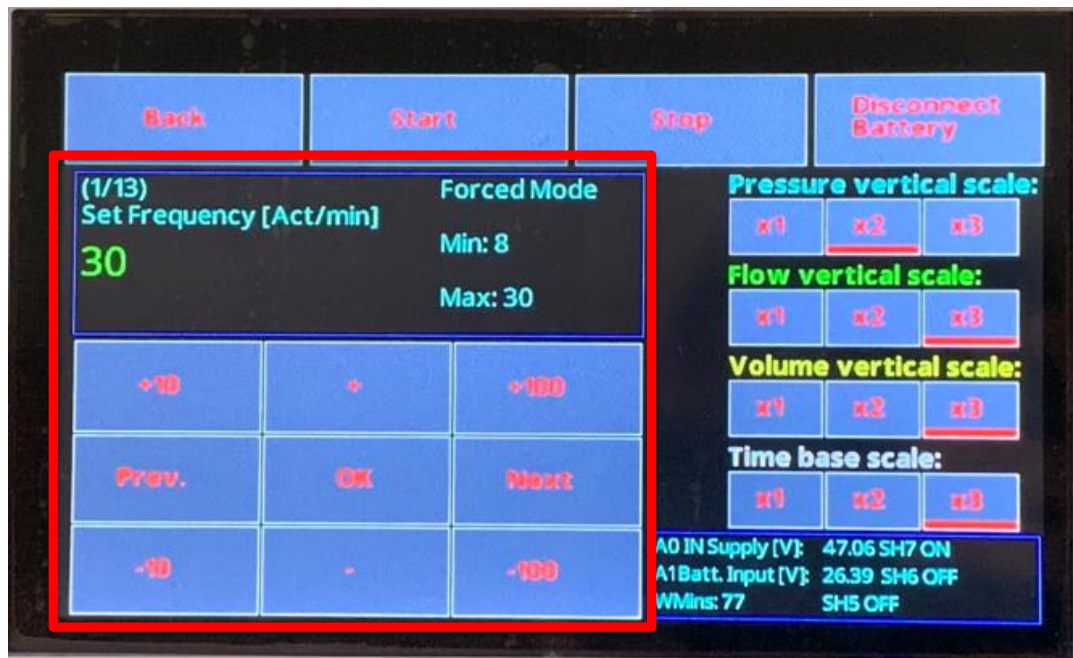 Back Start Stop Disconnect
Battery
(1/13) Forced Mode
Set Frequency [Act/min]
30
Min: 8
Max: 30
+10 + +100
Prev. OK Next
-10 - -100
Pressure vertical scale:
x1 x2 x3
Flow vertical scale:
x1 x2 x3
Volume vertical scale:
x1 x2 x3
Time base scale:
x1 x2 x3
A0 IN Supply [V]: 47.06 SH7 ON
A1 Batt. Input [V]: 26.39 SH6 OFF
WMins: 77 SH5 OFF